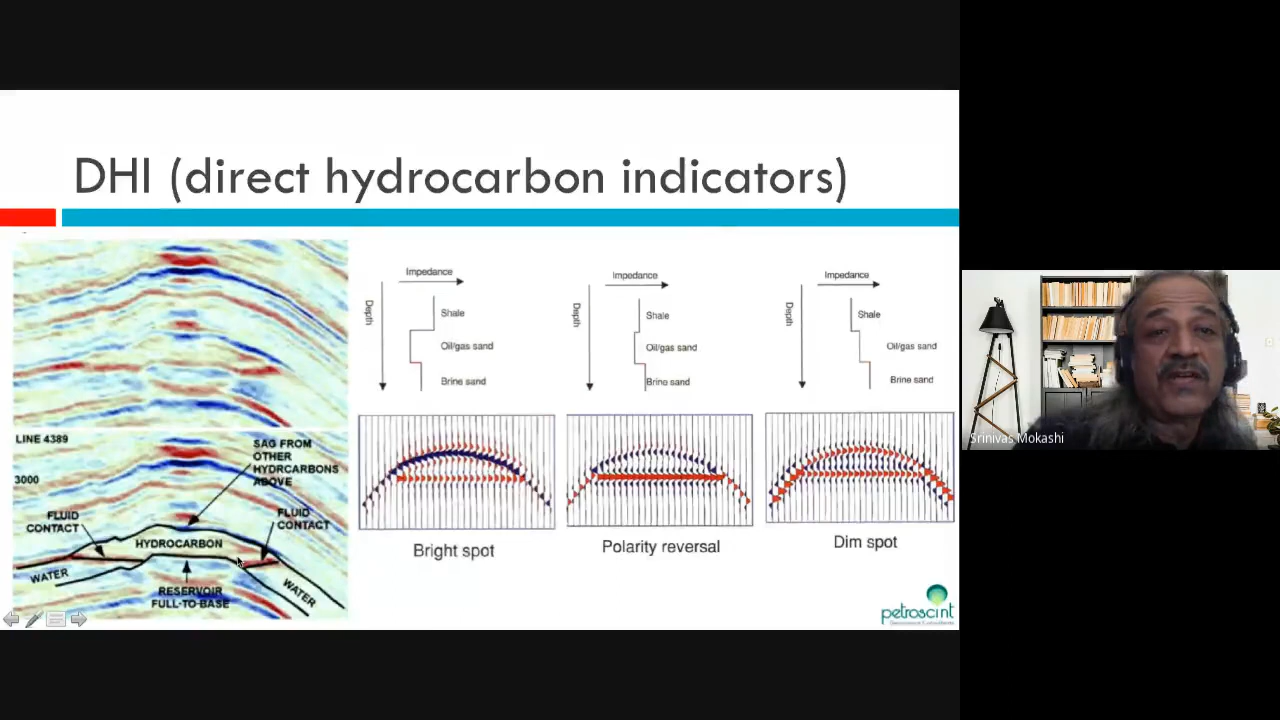 DHI (direct hydrocarbon indicators)
LINE 4389
3000
SAG FROM
OTHER
HYDRCARBONS
ABOVE
FLUID
CONTACT
FLUID
CONTACT
HYDROCARBON
WATER
WATER
RESERVOIR
FULL-TO-BASE
Impedance
Depth
Shale
Oil/gas sand
Brine sand
Bright spot
Impedance
Depth
Shale
Oil/gas sand
Brine sand
Polarity reversal
Impedance
Depth
Shale
Oil/gas sand
Brine sand
Dim spot
petroscint
Srinivas Mokashi